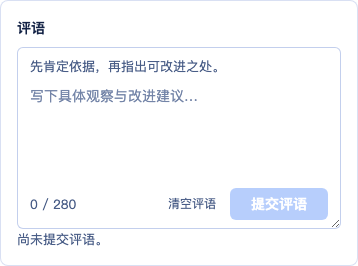 评语
先肯定依据，再指出可改进之处。
写下具体观察与改进建议...
0 / 280
清空评语
提交评语
尚未提交评语。